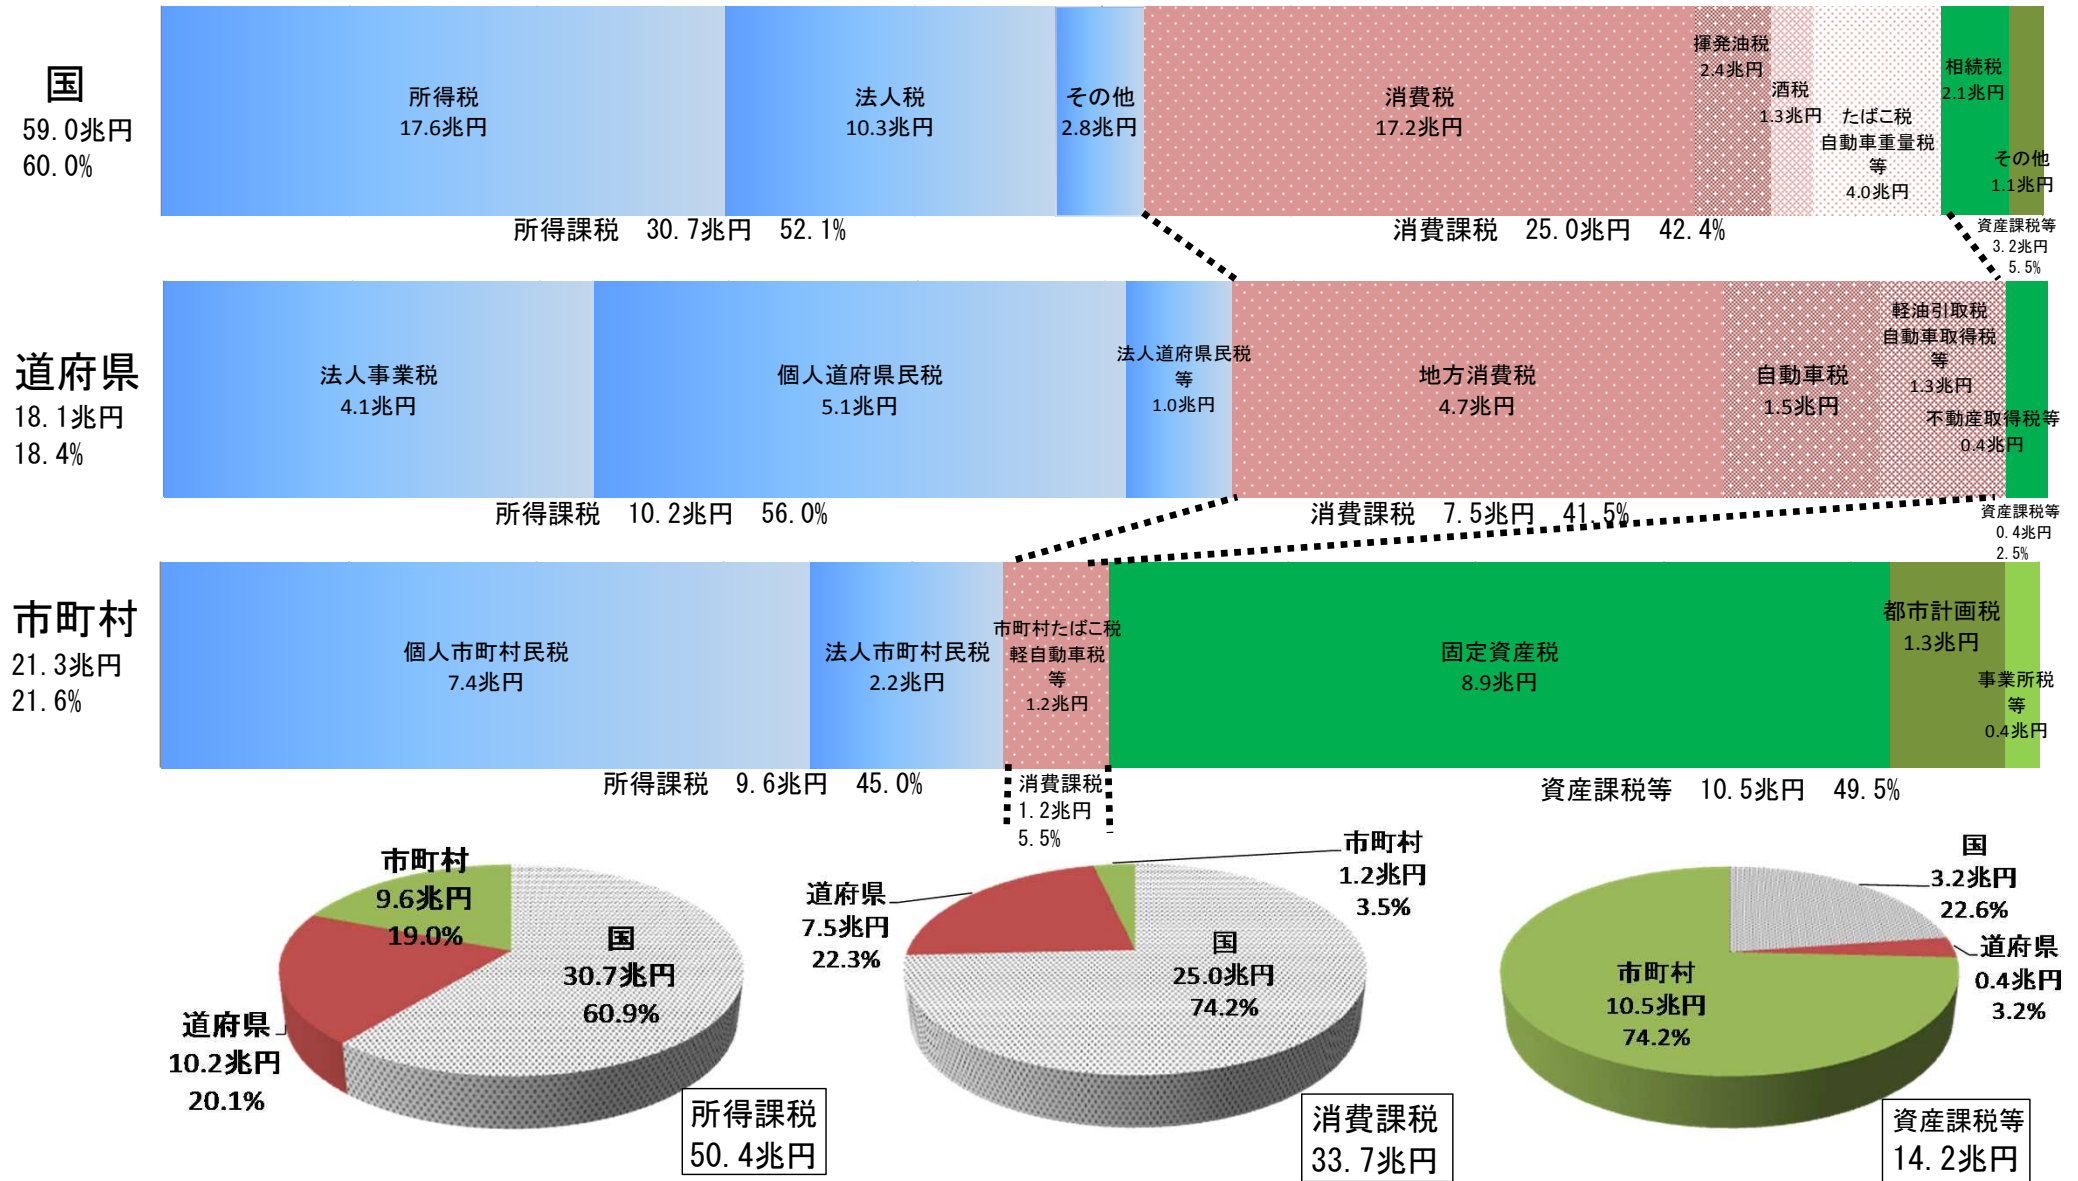 国
59.0兆円
60.0%
所得税
17.6兆円
法人税
10.3兆円
その他
2.8兆円
消費税
17.2兆円
揮発油税
2.4兆円
酒税
1.3兆円
たばこ税
自動車重量税
等
4.0兆円
相続税
2.1兆円
その他
1.1兆円
所得課税 30.7兆円 52.1%
消費課税 25.0兆円 42.4%
資産課税等
3.2兆円
5.5%
道府県
18.1兆円
18.4%
法人事業税
4.1兆円
個人道府県民税
5.1兆円
法人道府県民税
等
1.0兆円
地方消費税
4.7兆円
自動車税
1.5兆円
軽油引取税
自動車取得税
等
1.3兆円
不動産取得税等
0.4兆円
所得課税 10.2兆円 56.0%
消費課税 7.5兆円 41.5%
資産課税等
0.4兆円
2.5%
市町村
21.3兆円
21.6%
個人市町村民税
7.4兆円
法人市町村民税
2.2兆円
市町村たばこ税
軽自動車税
等
1.2兆円
固定資産税
8.9兆円
都市計画税
1.3兆円
事業所税
等
0.4兆円
所得課税 9.6兆円 45.0%
消費課税
1.2兆円
5.5%
資産課税等 10.5兆円 49.5%
市町村
9.6兆円
19.0%
国
30.7兆円
60.9%
道府県
10.2兆円
20.1%
所得課税
50.4兆円
道府県
7.5兆円
22.3%
市町村
1.2兆円
3.5%
国
25.0兆円
74.2%
消費課税
33.7兆円
国
3.2兆円
22.6%
道府県
0.4兆円
3.2%
市町村
10.5兆円
74.2%
資産課税等
14.2兆円